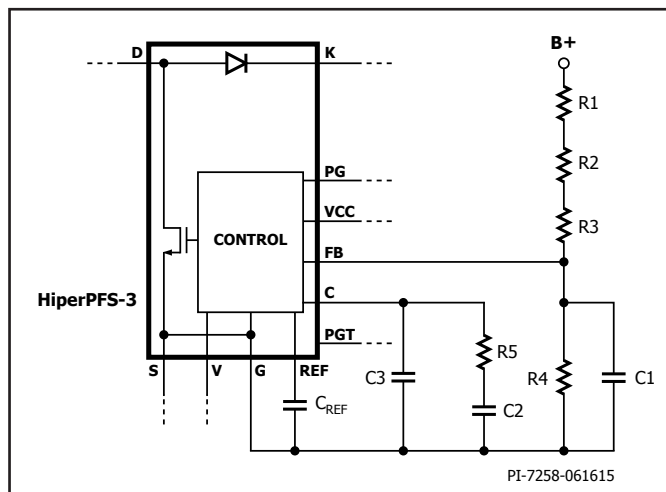 D
K
B+
R1
R2
R3
PG
VCC
CONTROL
FB
HiperPFS-3
C
PGT
R5
R4
C1
S
V
G
REF
C3
C2
CREF
PI-7258-061615